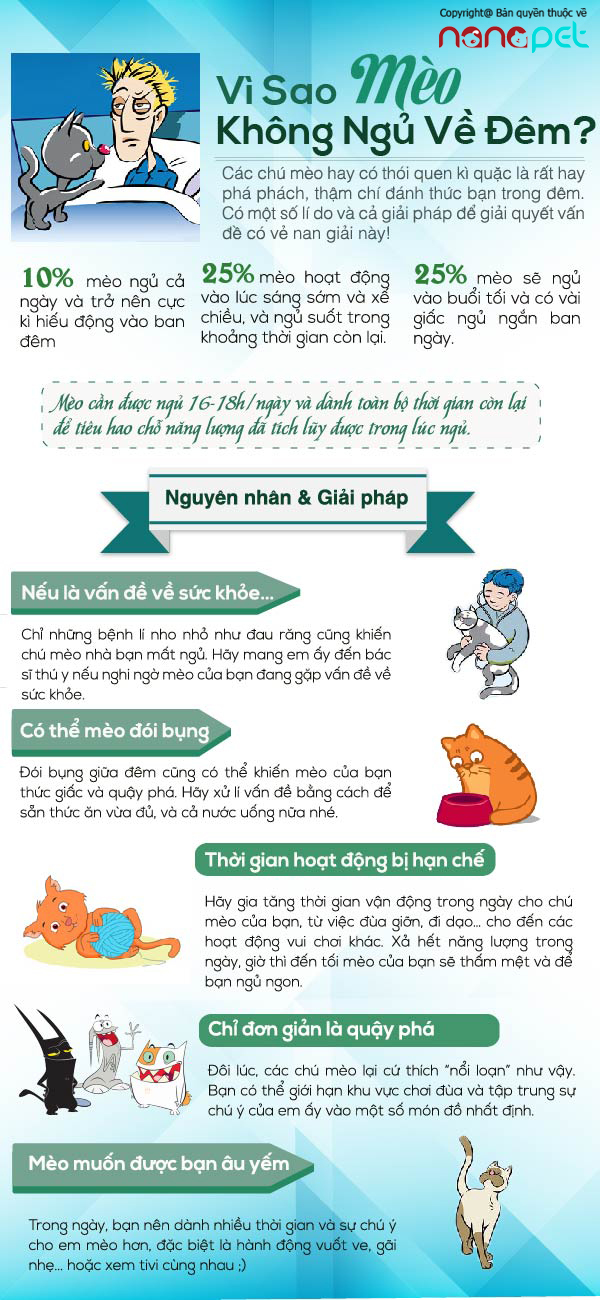 Copyright@ Bản quyền thuộc về
nanapet
Vì Sao Mèo
Không Ngủ Về Đêm?
Các chú mèo hay có thói quen kì quặc là rất hay
phá phách, thậm chí đánh thức bạn trong đêm.
Có một số lí do và cả giải pháp để giải quyết vấn
đề có vẻ nan giải này!
10% mèo ngủ cả
ngày và trở nên cực
kì hiếu động vào ban
đêm
25% mèo hoạt động
vào lúc sáng sớm và xế
chiều, và ngủ suốt trong
khoảng thời gian còn lại.
25% mèo sẽ ngủ
vào buổi tối và có vài
giấc ngủ ngắn ban
ngày.
Mèo cần được ngủ 16-18h/ngày và dành toàn bộ thời gian còn lại
để tiêu hao chỗ năng lượng đã tích lũy được trong lúc ngủ.
Nguyên nhân & Giải pháp
Nếu là vấn đề về sức khỏe...
Chỉ những bệnh lí nho nhỏ như đau răng cũng khiến
chú mèo nhà bạn mất ngủ. Hãy mang em ấy đến bác
sĩ thú y nếu nghi ngờ mèo của bạn đang gặp vấn đề về
sức khỏe.
Có thể mèo đói bụng
Đói bụng giữa đêm cũng có thể khiến mèo của bạn
thức giấc và quậy phá. Hãy xử lí vấn đề bằng cách để
sẵn thức ăn vừa đủ, và cả nước uống nữa nhé.
Thời gian hoạt động bị hạn chế
Hãy gia tăng thời gian vận động trong ngày cho chú
mèo của bạn, từ việc đùa giỡn, đi dạo... cho đến các
hoạt động vui chơi khác. Xả hết năng lượng trong
ngày, giờ thì đến tối mèo của bạn sẽ thấm mệt và để
bạn ngủ ngon.
Chỉ đơn giản là quậy phá
Đôi lúc, các chú mèo lại cứ thích "nổi loạn" như vậy.
Bạn có thể giới hạn khu vực chơi đùa và tập trung sự
chú ý của em ấy vào một số món đồ nhất định.
Mèo muốn được bạn âu yếm
Trong ngày, bạn nên dành nhiều thời gian và sự chú ý
cho em mèo hơn, đặc biệt là hành động vuốt ve, gãi
nhẹ... hoặc xem tivi cùng nhau ;)